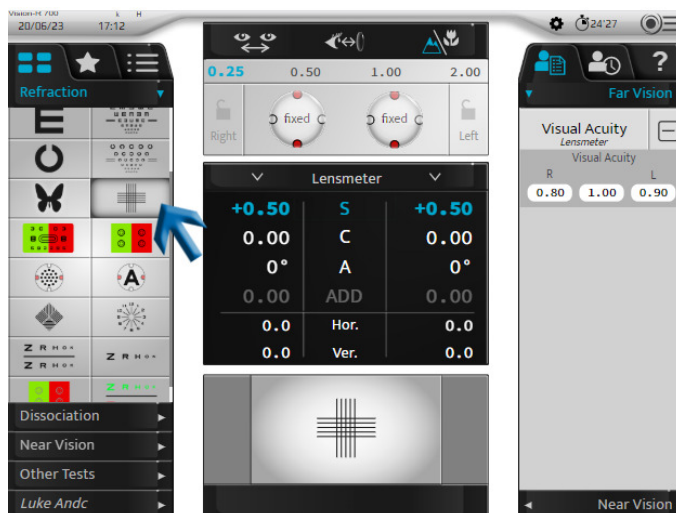 Vision-R 700
20/06/23 17:12
L H
Refraction
E
A
Z R H O K
Z R H O K
Z R H O K
Dissociation
Near Vision
Other Tests
Luke Andc
0.25 0.50 1.00 2.00
Right fixed fixed Left
Lensmeter
+0.50 S +0.50
0.00 C 0.00
0° A 0°
0.00 ADD 0.00
0.0 Hor. 0.0
0.0 Ver. 0.0
24'27
?
Far Vision
Visual Acuity
Lensmeter
Visual Acuity
R L
0.80 1.00 0.90
Near Vision